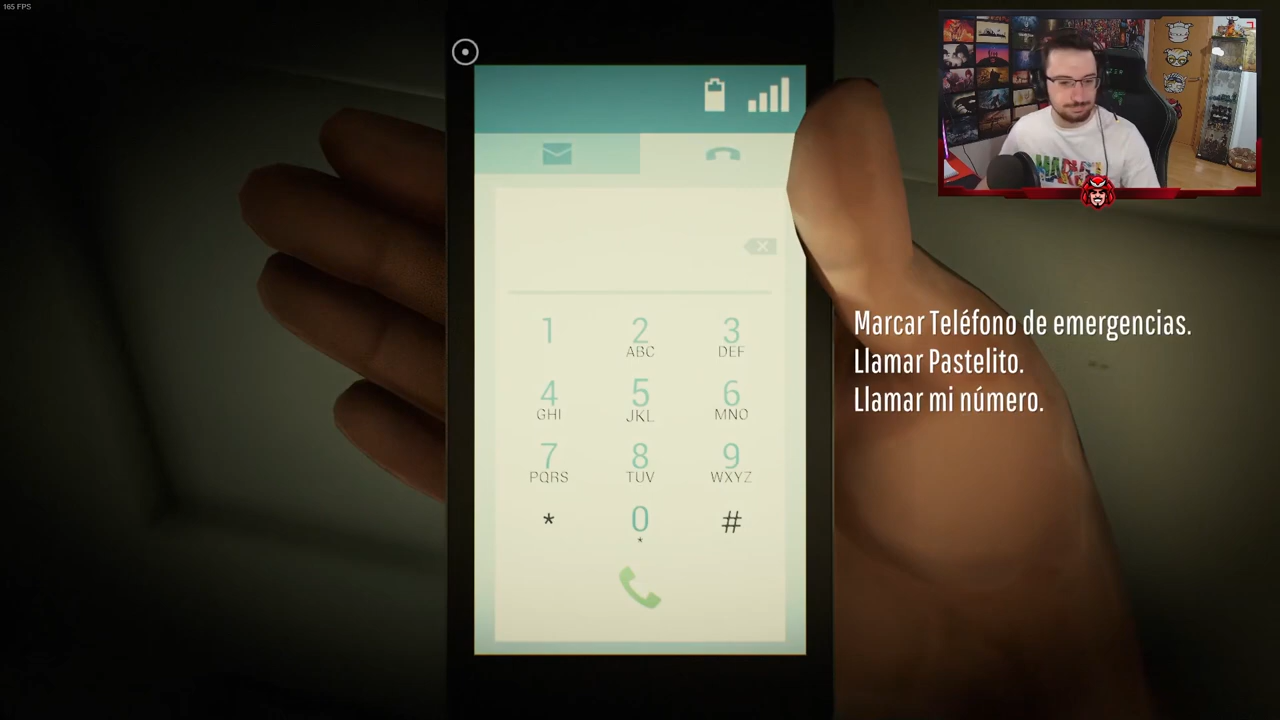 165 FPS
1
2
3
ABC
DEF
4
5
6
GHI
JKL
MNO
7
8
9
PQRS
TUV
WXYZ
*
0
#
*
Marcar Teléfono de emergencias.
Llamar Pastelito.
Llamar mi número.